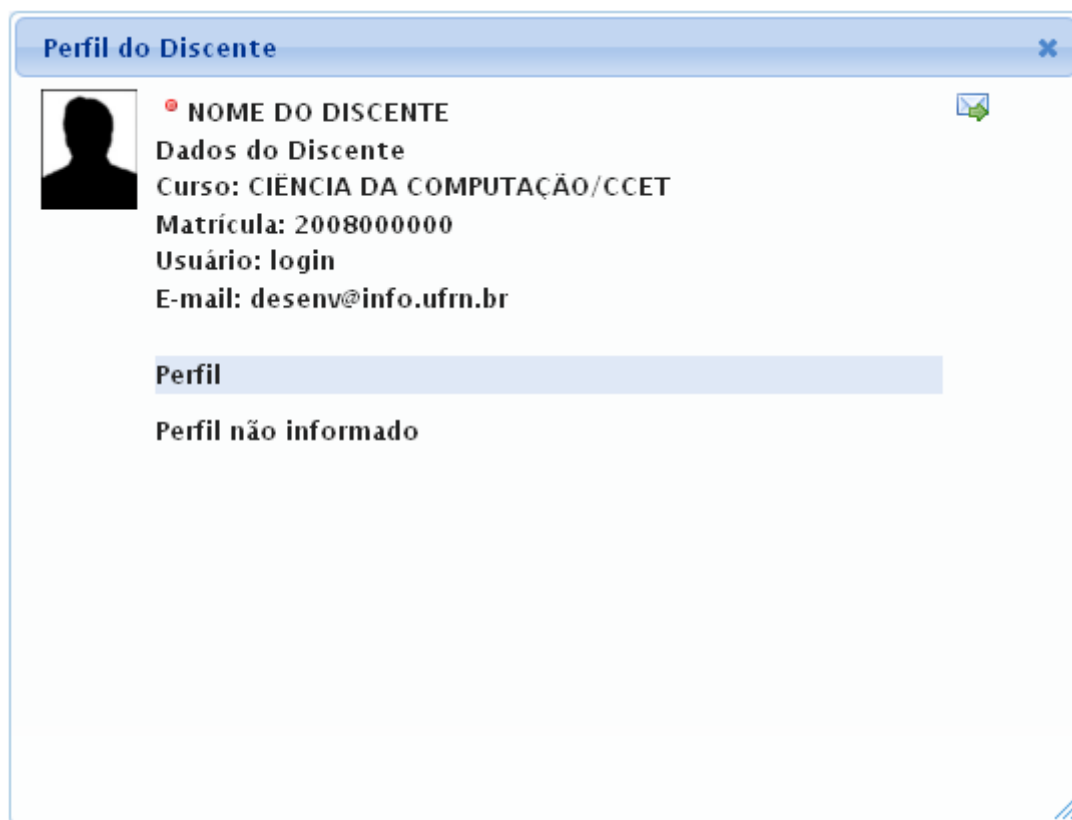 Perfil do Discente
NOME DO DISCENTE
Dados do Discente
Curso: CIÊNCIA DA COMPUTAÇÃO/CCET
Matrícula: 2008000000
Usuário: login
E-mail: desenv@info.ufrn.br
Perfil
Perfil não informado